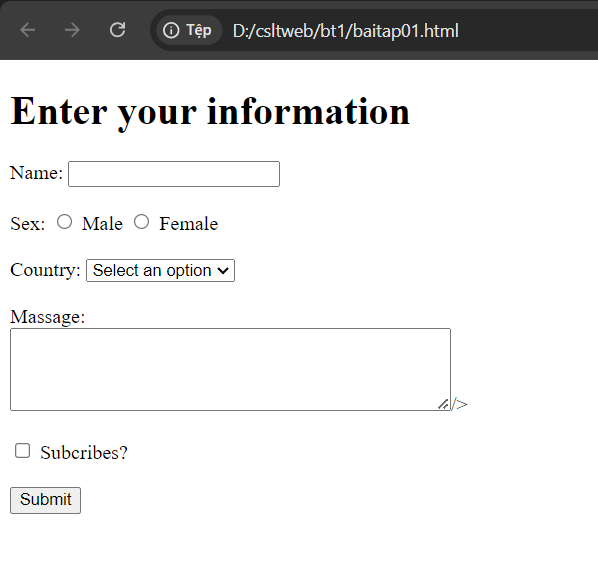 Tệp D:/csltweb/bt1/baitap01.html
Enter your information
Name:
Sex: Male Female
Country: Select an option
Massage:
/>
Subcribes?
Submit